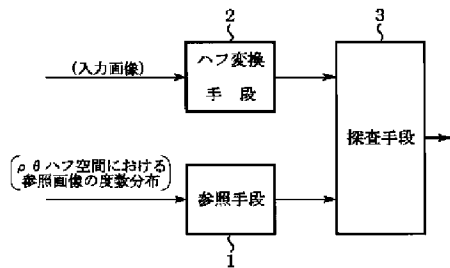 2
3
(入力画像)
ハフ変換
手 段
探査手段
ρ θ ハフ空間における
参照画像の度数分布
参照手段
1